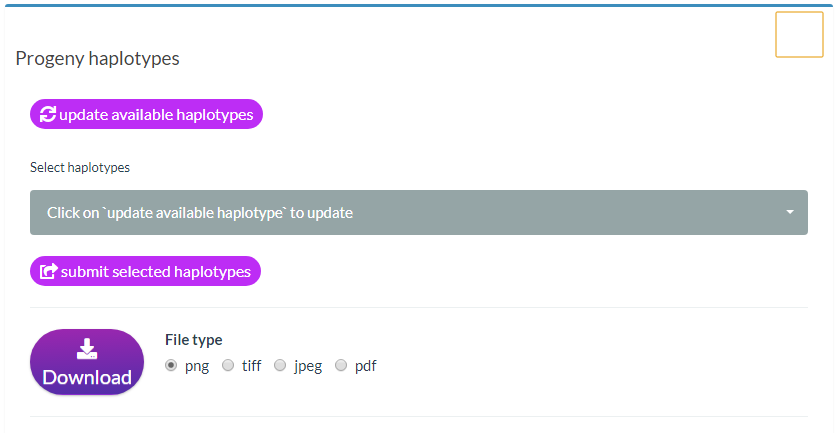 Progeny haplotypes
update available haplotypes
Select haplotypes
Click on `update available haplotype` to update
submit selected haplotypes
File type
Download
png tiff jpeg pdf